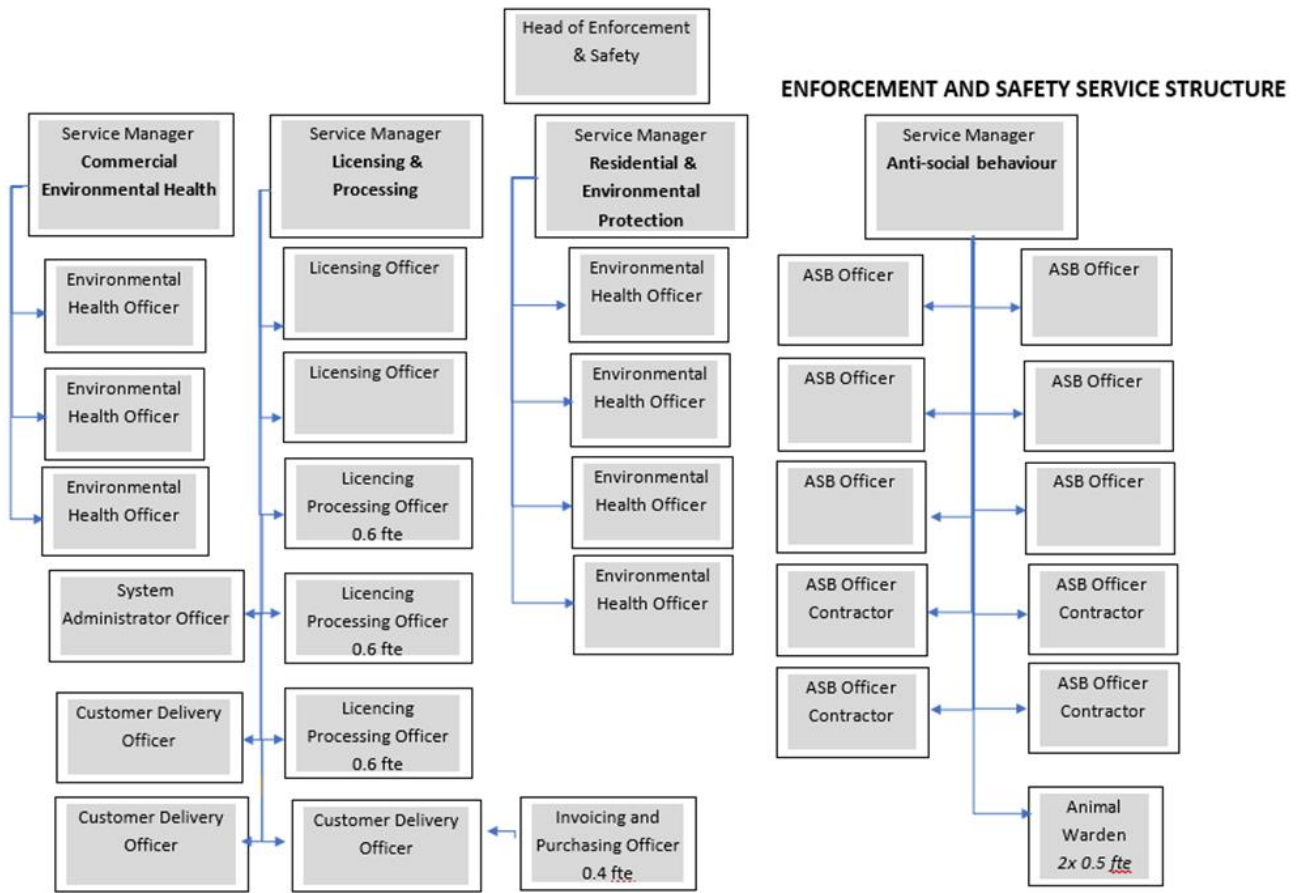 Head of Enforcement
& Safety
ENFORCEMENT AND SAFETY SERVICE STRUCTURE
Service Manager
Commercial
Environmental Health
Service Manager
Licensing &
Processing
Service Manager
Residential &
Environmental
Protection
Service Manager
Anti-social behaviour
Environmental
Health Officer
Environmental
Health Officer
Environmental
Health Officer
Licensing Officer
Licensing Officer
Licencing
Processing Officer
0.6 fte
System
Administrator Officer
Licencing
Processing Officer
0.6 fte
Customer Delivery
Officer
Licencing
Processing Officer
0.6 fte
Customer Delivery
Officer
Customer Delivery
Officer
Invoicing and
Purchasing Officer
0.4 fte
Environmental
Health Officer
Environmental
Health Officer
Environmental
Health Officer
Environmental
Health Officer
ASB Officer
ASB Officer
ASB Officer
ASB Officer
ASB Officer
ASB Officer
ASB Officer
Contractor
ASB Officer
Contractor
ASB Officer
Contractor
ASB Officer
Contractor
Animal
Warden
2x 0.5 fte